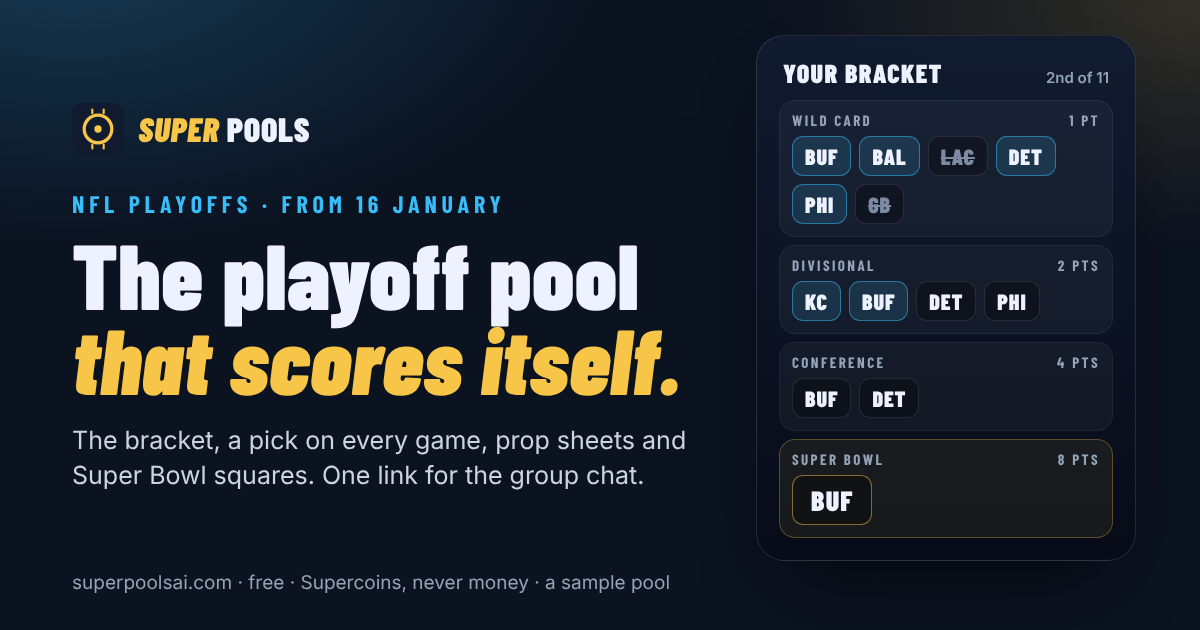 SUPER POOLS
NFL PLAYOFFS · FROM 16 JANUARY
The playoff pool
that scores itself.
The bracket, a pick on every game, prop sheets and
Super Bowl squares. One link for the group chat.
superpoolsai.com · free · Supercoins, never money · a sample pool
YOUR BRACKET 2nd of 11
WILD CARD 1 PT
BUF BAL LAC DET
PHI GB
DIVISIONAL 2 PTS
KC BUF DET PHI
CONFERENCE 4 PTS
BUF DET
SUPER BOWL 8 PTS
BUF